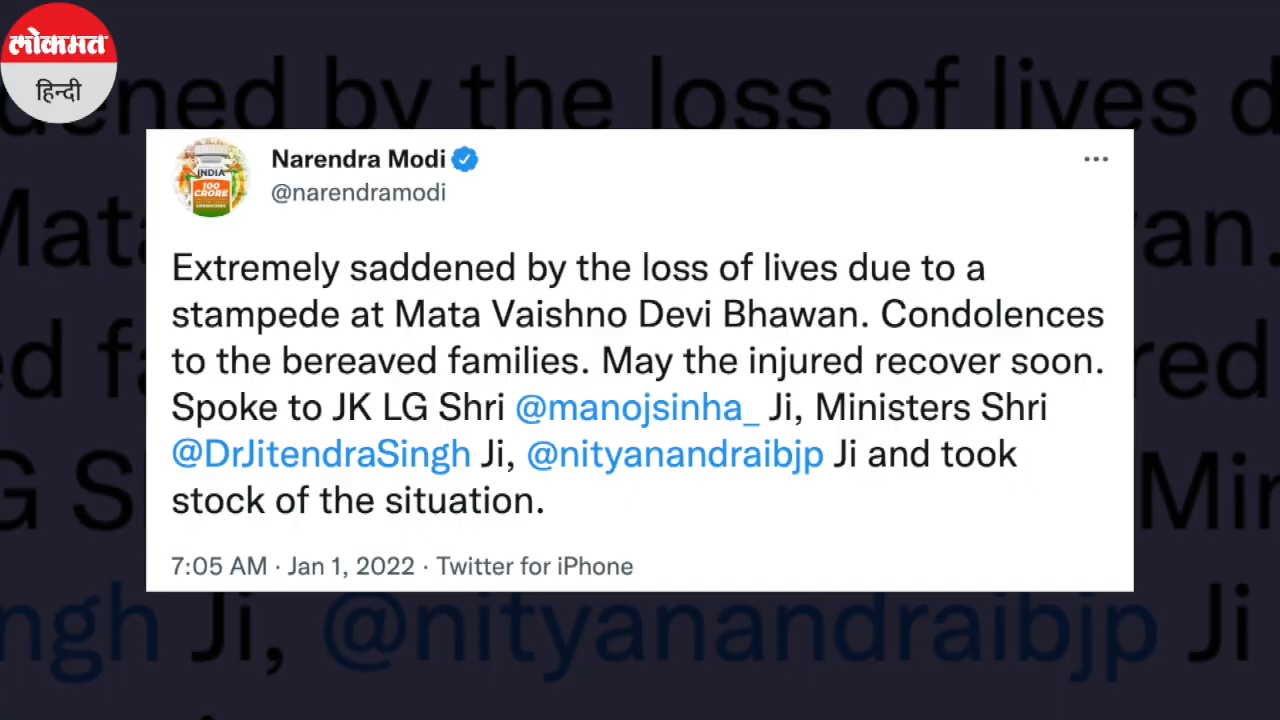 लोकमत
हिन्दी
INDIA
100
CRORE
Narendra Modi
@narendramodi
Extremely saddened by the loss of lives due to a
stampede at Mata Vaishno Devi Bhawan. Condolences
to the bereaved families. May the injured recover soon.
Spoke to JK LG Shri @manojsinha_ Ji, Ministers Shri
@DrJitendraSingh Ji, @nityanandraibjp Ji and took
stock of the situation.
7:05 AM · Jan 1, 2022 · Twitter for iPhone